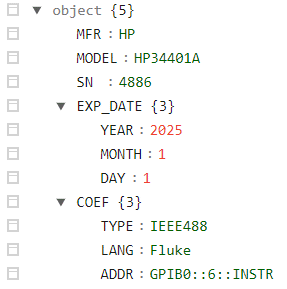 object {5}
MFR : HP
MODEL : HP34401A
SN : 4886
EXP_DATE {3}
YEAR : 2025
MONTH : 1
DAY : 1
COEF {3}
TYPE : IEEE488
LANG : Fluke
ADDR : GPIB0::6::INSTR